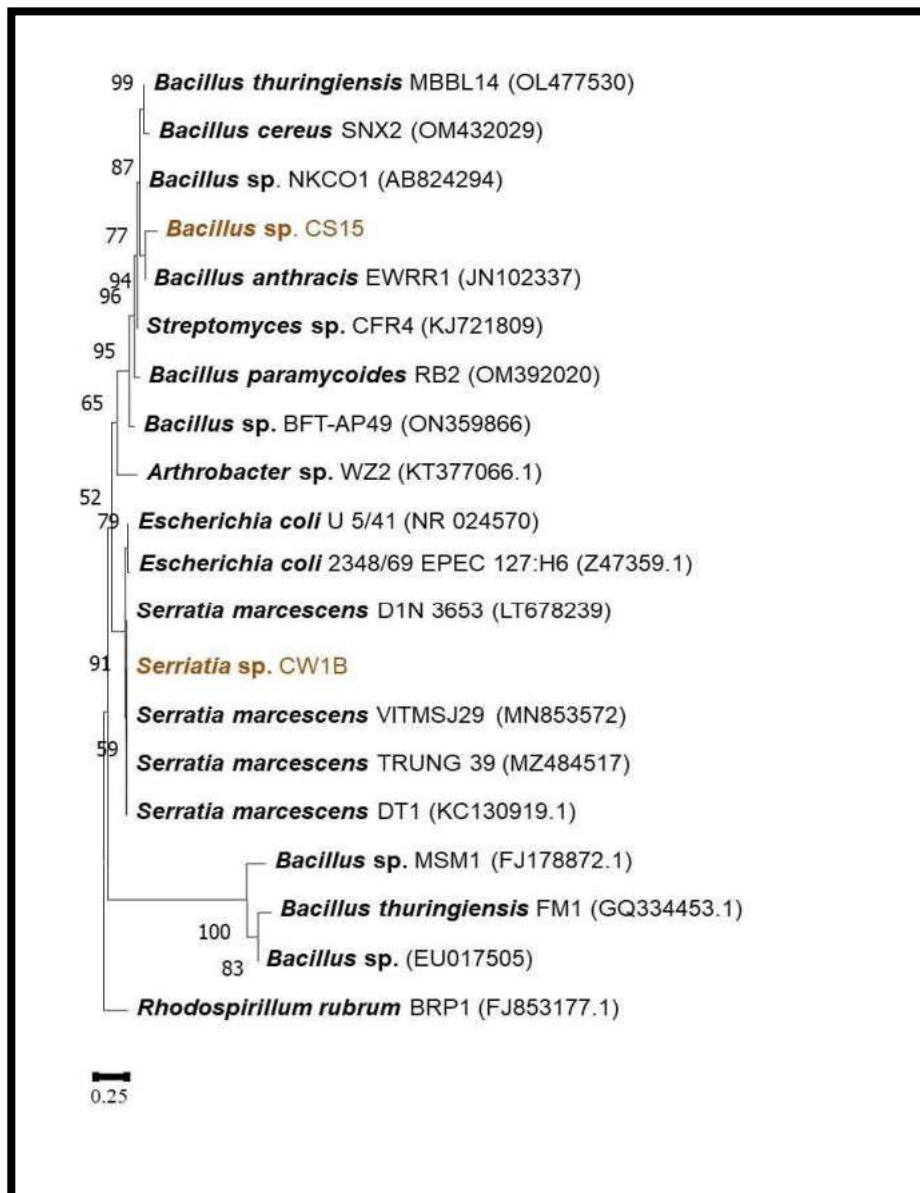 99 Bacillus thuringiensis MBBL14 (OL477530)
Bacillus cereus SNX2 (OM432029)
87
Bacillus sp. NKCO1 (AB824294)
Bacillus sp. CS15
77
94 Bacillus anthracis EWRR1 (JN102337)
96
Streptomyces sp. CFR4 (KJ721809)
95
Bacillus paramycoides RB2 (OM392020)
65
Bacillus sp. BFT-AP49 (ON359866)
Arthrobacter sp. WZ2 (KT377066.1)
52
79 Escherichia coli U 5/41 (NR 024570)
Escherichia coli 2348/69 EPEC 127:H6 (Z47359.1)
Serratia marcescens D1N 3653 (LT678239)
91 Serriatia sp. CW1B
Serratia marcescens VITMSJ29 (MN853572)
59
Serratia marcescens TRUNG 39 (MZ484517)
Serratia marcescens DT1 (KC130919.1)
Bacillus sp. MSM1 (FJ178872.1)
Bacillus thuringiensis FM1 (GQ334453.1)
100
83 Bacillus sp. (EU017505)
Rhodospirillum rubrum BRP1 (FJ853177.1)
0.25